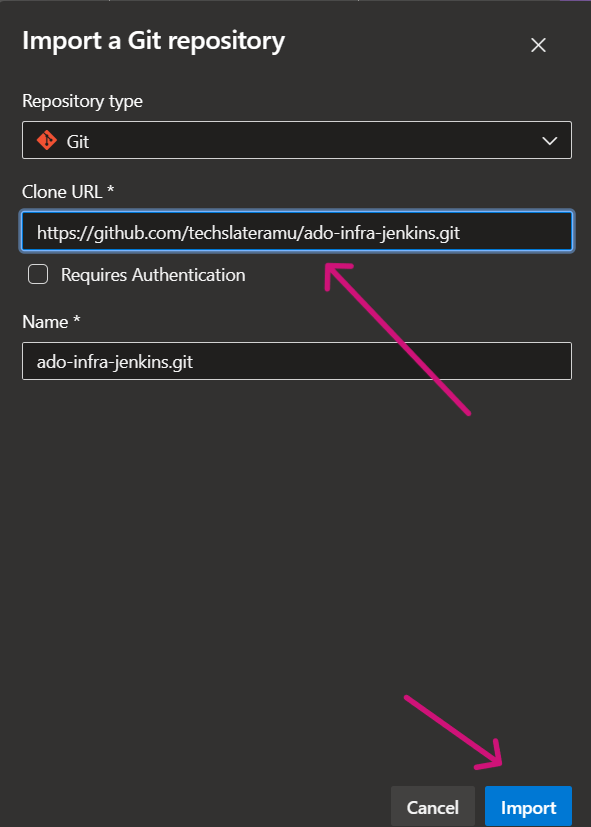 Import a Git repository
Repository type
Git
Clone URL *
https://github.com/techslateramu/ado-infra-jenkins.git
Requires Authentication
Name *
ado-infra-jenkins.git
Cancel
Import